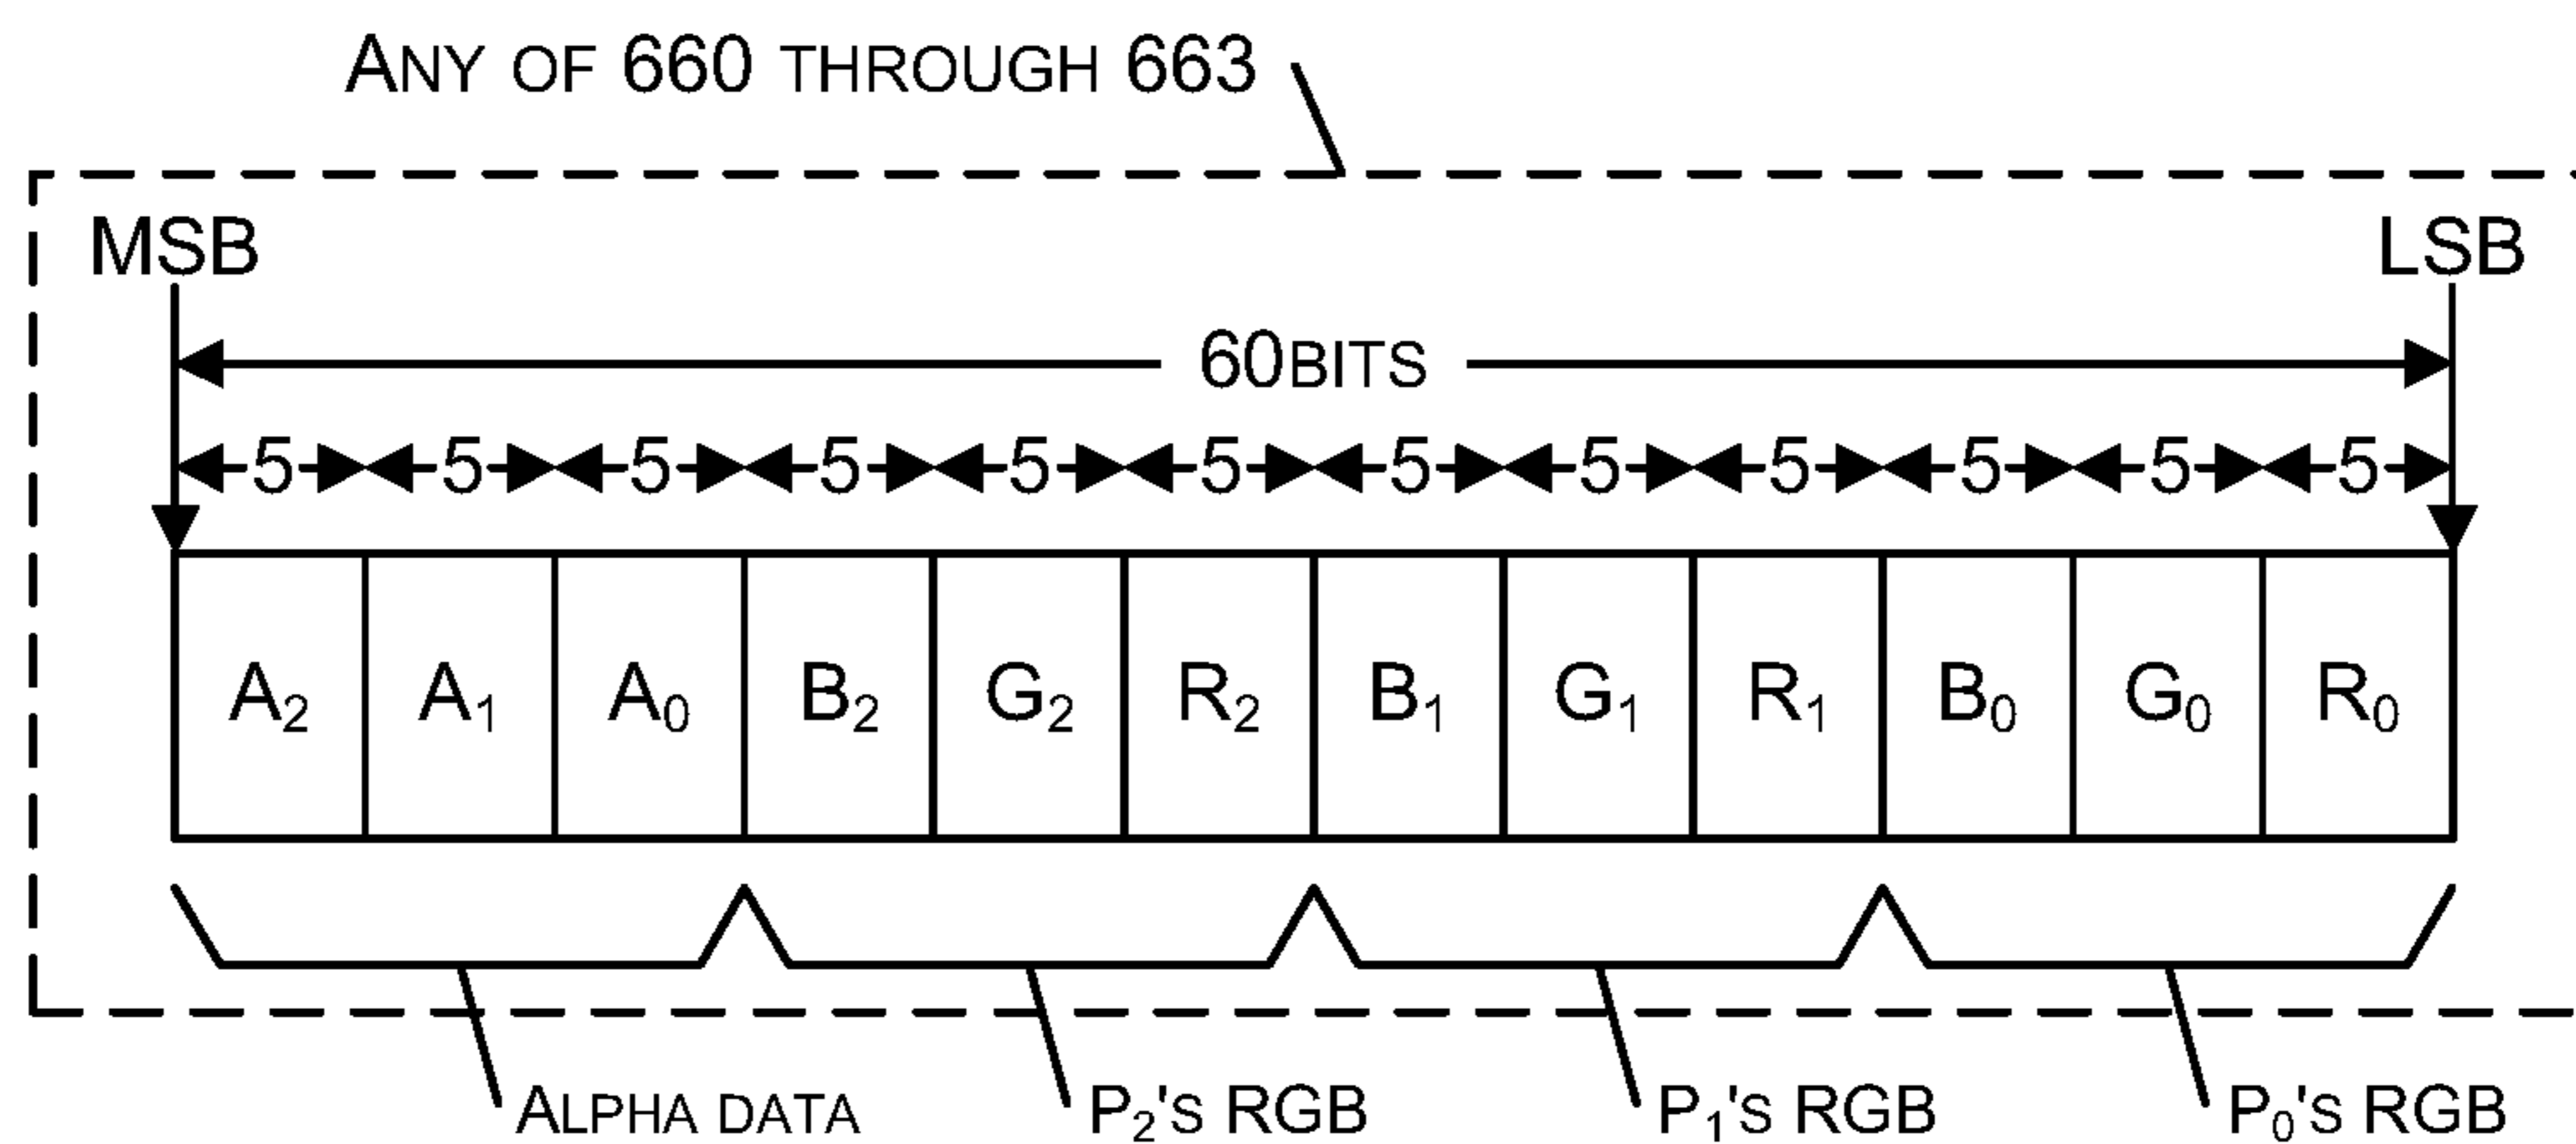 ANY OF 660 THROUGH 663
MSB LSB
60BITS
5 5 5 5 5 5 5 5 5 5 5 5
A₂ A₁ A₀ B₂ G₂ R₂ B₁ G₁ R₁ B₀ G₀ R₀
ALPHA DATA P₂'S RGB P₁'S RGB P₀'S RGB